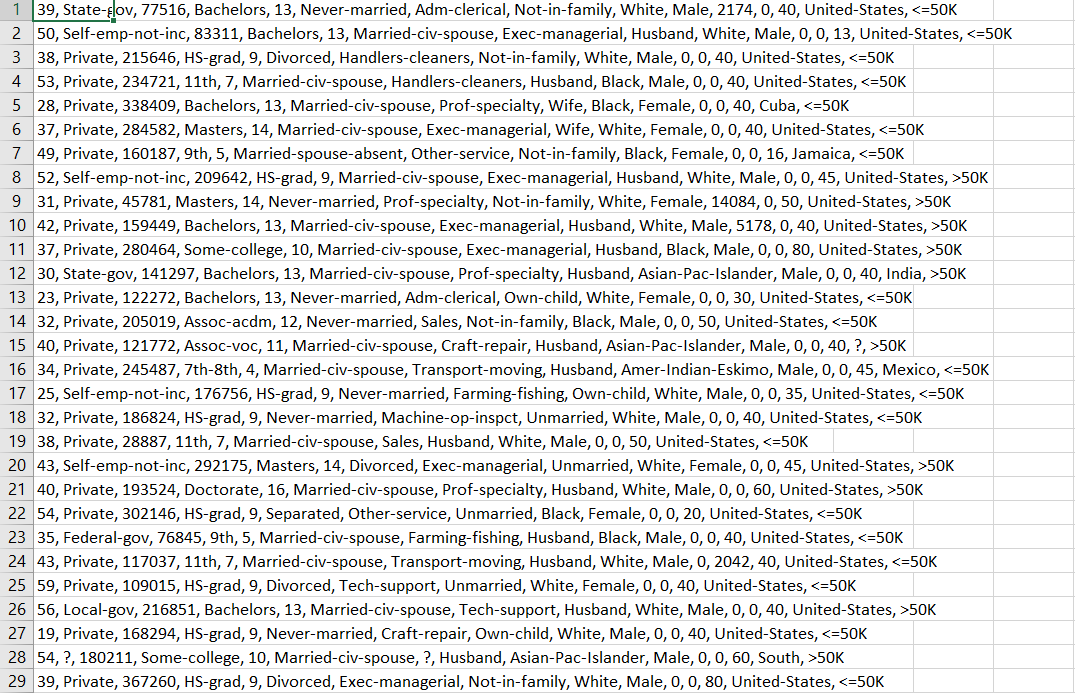 1 39, State-gov, 77516, Bachelors, 13, Never-married, Adm-clerical, Not-in-family, White, Male, 2174, 0, 40, United-States, <=50K
2 50, Self-emp-not-inc, 83311, Bachelors, 13, Married-civ-spouse, Exec-managerial, Husband, White, Male, 0, 0, 13, United-States, <=50K
3 38, Private, 215646, HS-grad, 9, Divorced, Handlers-cleaners, Not-in-family, White, Male, 0, 0, 40, United-States, <=50K
4 53, Private, 234721, 11th, 7, Married-civ-spouse, Handlers-cleaners, Husband, Black, Male, 0, 0, 40, United-States, <=50K
5 28, Private, 338409, Bachelors, 13, Married-civ-spouse, Prof-specialty, Wife, Black, Female, 0, 0, 40, Cuba, <=50K
6 37, Private, 284582, Masters, 14, Married-civ-spouse, Exec-managerial, Wife, White, Female, 0, 0, 40, United-States, <=50K
7 49, Private, 160187, 9th, 5, Married-spouse-absent, Other-service, Not-in-family, Black, Female, 0, 0, 16, Jamaica, <=50K
8 52, Self-emp-not-inc, 209642, HS-grad, 9, Married-civ-spouse, Exec-managerial, Husband, White, Male, 0, 0, 45, United-States, >50K
9 31, Private, 45781, Masters, 14, Never-married, Prof-specialty, Not-in-family, White, Female, 14084, 0, 50, United-States, >50K
10 42, Private, 159449, Bachelors, 13, Married-civ-spouse, Exec-managerial, Husband, White, Male, 5178, 0, 40, United-States, >50K
11 37, Private, 280464, Some-college, 10, Married-civ-spouse, Exec-managerial, Husband, Black, Male, 0, 0, 80, United-States, >50K
12 30, State-gov, 141297, Bachelors, 13, Married-civ-spouse, Prof-specialty, Husband, Asian-Pac-Islander, Male, 0, 0, 40, India, >50K
13 23, Private, 122272, Bachelors, 13, Never-married, Adm-clerical, Own-child, White, Female, 0, 0, 30, United-States, <=50K
14 32, Private, 205019, Assoc-acdm, 12, Never-married, Sales, Not-in-family, Black, Male, 0, 0, 50, United-States, <=50K
15 40, Private, 121772, Assoc-voc, 11, Married-civ-spouse, Craft-repair, Husband, Asian-Pac-Islander, Male, 0, 0, 40, ?, >50K
16 34, Private, 245487, 7th-8th, 4, Married-civ-spouse, Transport-moving, Husband, Amer-Indian-Eskimo, Male, 0, 0, 45, Mexico, <=50K
17 25, Self-emp-not-inc, 176756, HS-grad, 9, Never-married, Farming-fishing, Own-child, White, Male, 0, 0, 35, United-States, <=50K
18 32, Private, 186824, HS-grad, 9, Never-married, Machine-op-inspct, Unmarried, White, Male, 0, 0, 40, United-States, <=50K
19 38, Private, 28887, 11th, 7, Married-civ-spouse, Sales, Husband, White, Male, 0, 0, 50, United-States, <=50K
20 43, Self-emp-not-inc, 292175, Masters, 14, Divorced, Exec-managerial, Unmarried, White, Female, 0, 0, 45, United-States, >50K
21 40, Private, 193524, Doctorate, 16, Married-civ-spouse, Prof-specialty, Husband, White, Male, 0, 0, 60, United-States, >50K
22 54, Private, 302146, HS-grad, 9, Separated, Other-service, Unmarried, Black, Female, 0, 0, 20, United-States, <=50K
23 35, Federal-gov, 76845, 9th, 5, Married-civ-spouse, Farming-fishing, Husband, Black, Male, 0, 0, 40, United-States, <=50K
24 43, Private, 117037, 11th, 7, Married-civ-spouse, Transport-moving, Husband, White, Male, 0, 2042, 40, United-States, <=50K
25 59, Private, 109015, HS-grad, 9, Divorced, Tech-support, Unmarried, White, Female, 0, 0, 40, United-States, <=50K
26 56, Local-gov, 216851, Bachelors, 13, Married-civ-spouse, Tech-support, Husband, White, Male, 0, 0, 40, United-States, >50K
27 19, Private, 168294, HS-grad, 9, Never-married, Craft-repair, Own-child, White, Male, 0, 0, 40, United-States, <=50K
28 54, ?, 180211, Some-college, 10, Married-civ-spouse, ?, Husband, Asian-Pac-Islander, Male, 0, 0, 60, South, >50K
29 39, Private, 367260, HS-grad, 9, Divorced, Exec-managerial, Not-in-family, White, Male, 0, 0, 80, United-States, <=50K